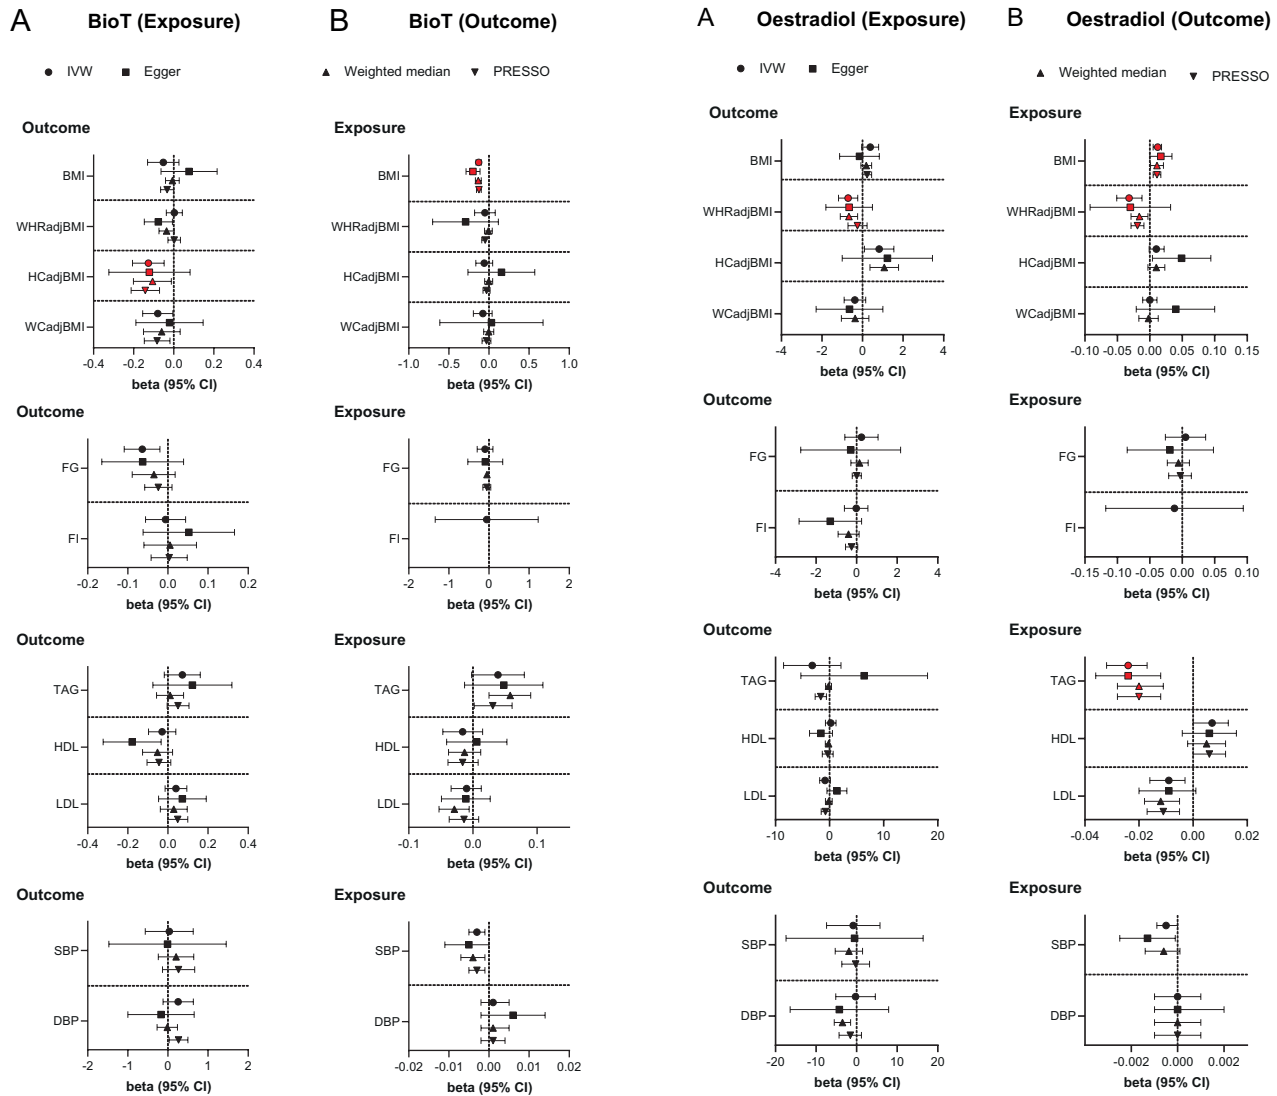 A BioT (Exposure) B BioT (Outcome) A Oestradiol (Exposure) B Oestradiol (Outcome)
IVW Egger Weighted median PRESSO IVW Egger Weighted median PRESSO
Outcome Exposure Outcome Exposure
BMI BMI BMI BMI
WHRadjBMI WHRadjBMI WHRadjBMI WHRadjBMI
HCadjBMI HCadjBMI HCadjBMI HCadjBMI
WCadjBMI WCadjBMI WCadjBMI WCadjBMI
-0.4 -0.2 0.0 0.2 0.4 -1.0 -0.5 0.0 0.5 1.0 -4 -2 0 2 4 -0.10 -0.05 0.00 0.05 0.10 0.15
beta (95% CI) beta (95% CI) beta (95% CI) beta (95% CI)
Outcome Exposure Outcome Exposure
FG FG FG FG
FI FI FI FI
-0.2 -0.1 0.0 0.1 0.2 -2 -1 0 1 2 -4 -2 0 2 4 -0.15 -0.10 -0.05 0.00 0.05 0.10
beta (95% CI) beta (95% CI) beta (95% CI) beta (95% CI)
Outcome Exposure Outcome Exposure
TAG TAG TAG TAG
HDL HDL HDL HDL
LDL LDL LDL LDL
-0.4 -0.2 0.0 0.2 0.4 -0.1 0.0 0.1 -10 0 10 20 -0.04 -0.02 0.00 0.02
beta (95% CI) beta (95% CI) beta (95% CI) beta (95% CI)
Outcome Exposure Outcome Exposure
SBP SBP SBP SBP
DBP DBP DBP DBP
-2 -1 0 1 2 -0.02 -0.01 0.00 0.01 0.02 -20 -10 0 10 20 -0.002 0.000 0.002
beta (95% CI) beta (95% CI) beta (95% CI) beta (95% CI)